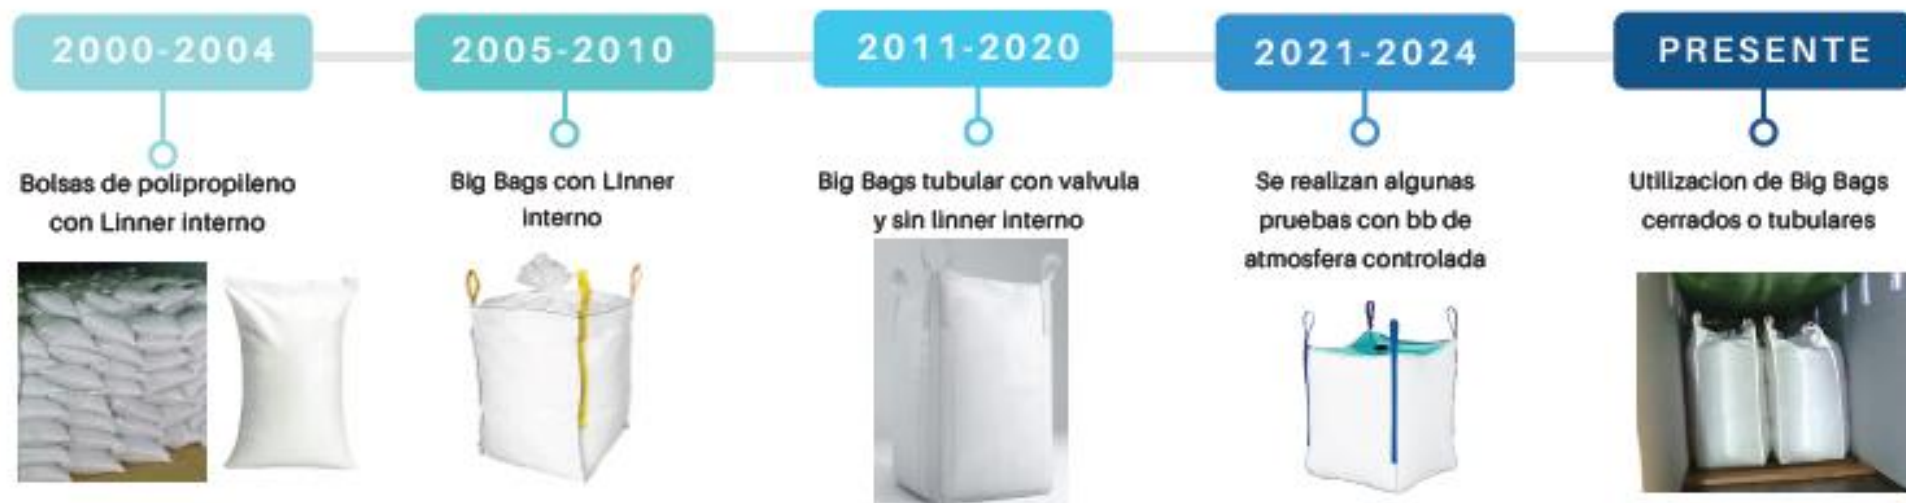 2000-2004
2005-2010
2011-2020
2021-2024
PRESENTE
Bolsas de polipropileno
con Linner interno
Big Bags con LInner
interno
Big Bags tubular con valvula
y sin linner interno
Se realizan algunas
pruebas con bb de
atmosfera controlada
Utilizacion de Big Bags
cerrados o tubulares